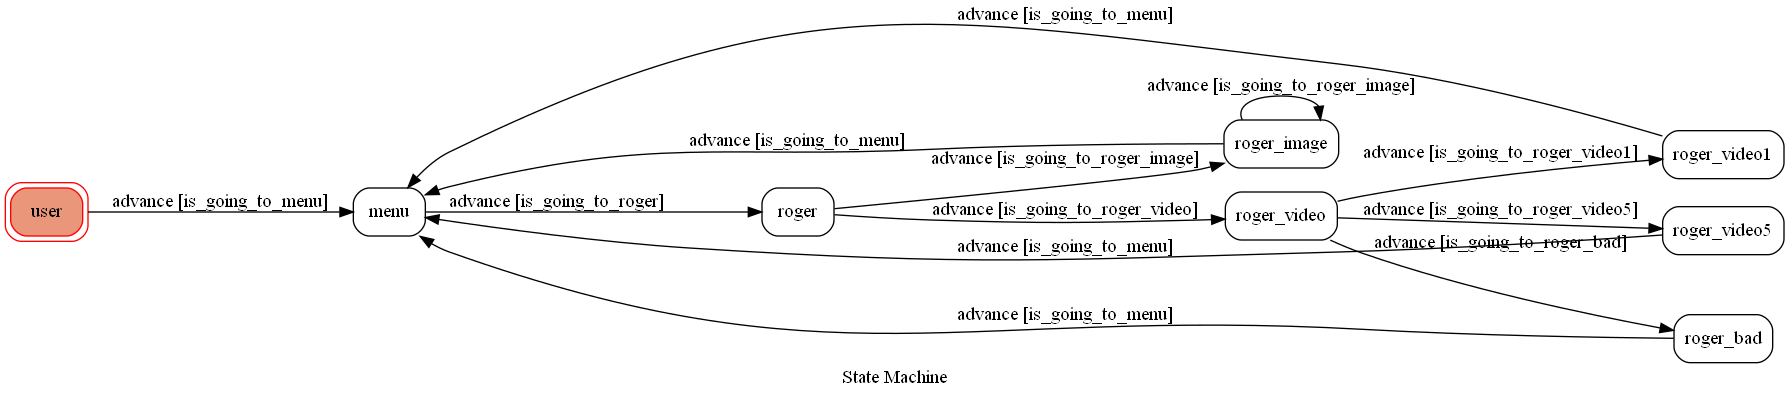 advance [is_going_to_menu]
advance [is_going_to_roger_image]
advance [is_going_to_menu]
roger_image
advance [is_going_to_roger_video1]
roger_video1
advance [is_going_to_roger_image]
user
advance [is_going_to_menu]
menu
advance [is_going_to_roger]
roger
advance [is_going_to_roger_video]
roger_video
advance [is_going_to_roger_video5]
roger_video5
advance [is_going_to_menu]
advance [is_going_to_roger_bad]
advance [is_going_to_menu]
roger_bad
State Machine